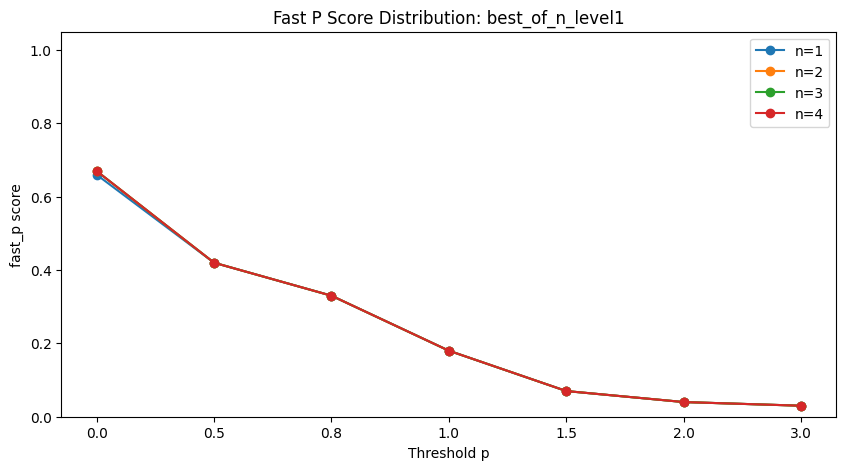 Fast P Score Distribution: best_of_n_level1
n=1
n=2
n=3
n=4
fast_p score
1.0
0.8
0.6
0.4
0.2
0.0
0.0 0.5 0.8 1.0 1.5 2.0 3.0
Threshold p